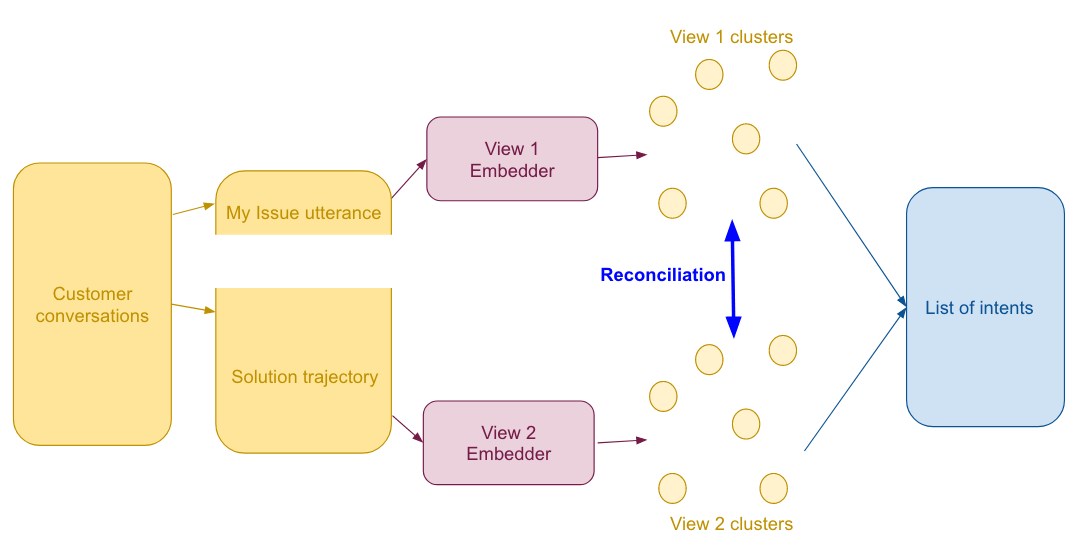 View 1 clusters
View 1
Embedder
My Issue utterance
Customer
conversations
Reconciliation
List of intents
Solution trajectory
View 2
Embedder
View 2 clusters